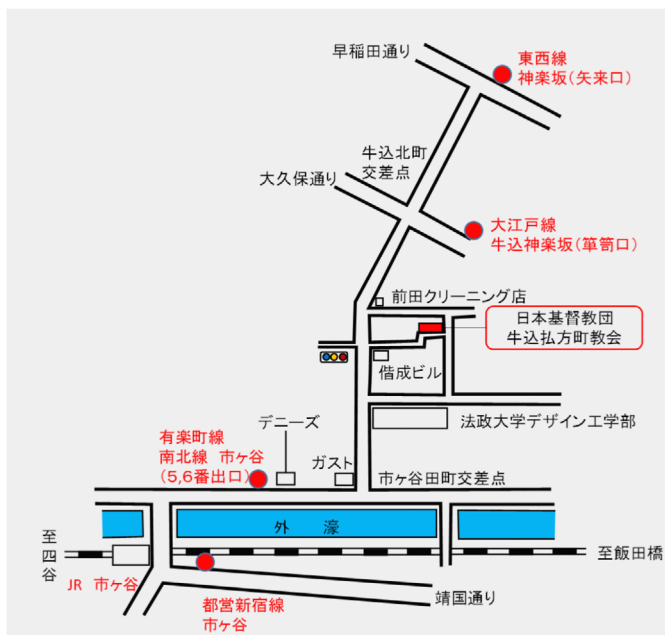 早稲田通り
東西線
神楽坂(矢来口)
牛込北町
交差点
大久保通り
大江戸線
牛込神楽坂(箪笥口)
前田クリーニング店
日本基督教団
牛込払方町教会
偕成ビル
デニーズ
法政大学デザイン工学部
有楽町線
南北線 市ヶ谷
(5,6番出口)
ガスト
市ヶ谷田町交差点
外 濠
至四谷
至飯田橋
JR 市ヶ谷
都営新宿線
市ヶ谷
靖国通り